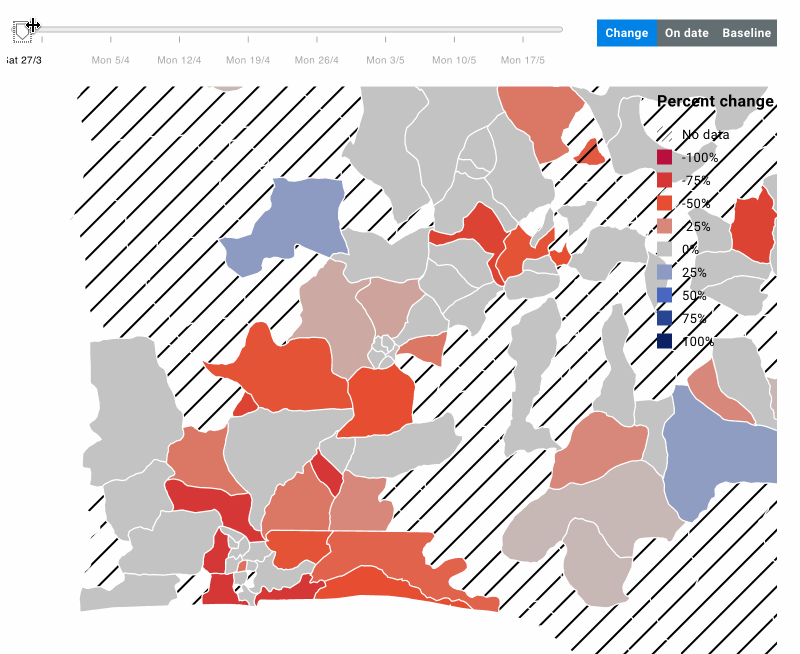 Change On date Baseline
Sat 27/3 Mon 5/4 Mon 12/4 Mon 19/4 Mon 26/4 Mon 3/5 Mon 10/5 Mon 17/5
Percent change
No data
-100%
-75%
-50%
25%
0%
25%
50%
75%
100%